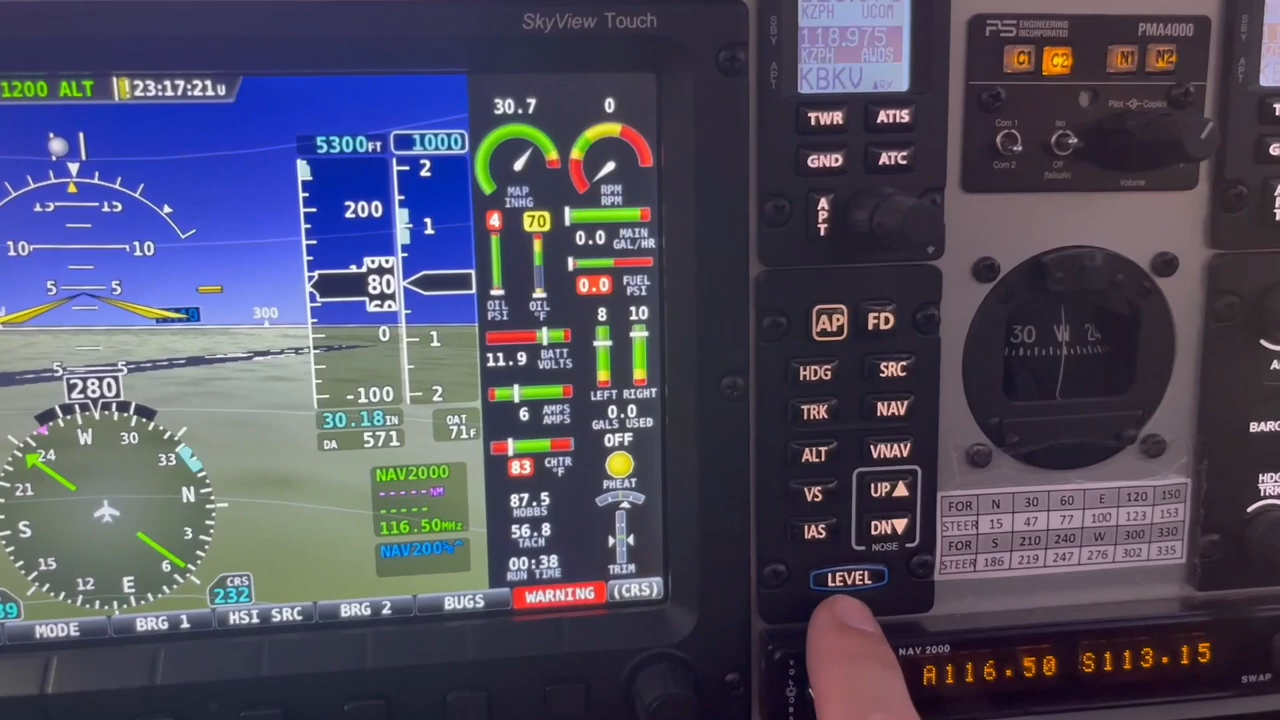 SkyView Touch
1200 ALT
23:17:21U
5300FT
1000
2
1
1
2
200
80
60
0
-100
15 15
10 10
5 5
5 5
300
280
30.18IN
DA 571
OAT
71F
W
30
33
N
3
6
E
12
15
S
21
24
NAV2000
-----NM
-----
116.50MHz
CRS
232
MODE
BRG 1
HSI SRC
BRG 2
BUGS
WARNING
(CRS)
30.7
MAP
INHG
0
RPM
RPM
4
OIL
PSI
70
OIL
°F
0.0
MAIN
GAL/HR
0.0
FUEL
PSI
11.9
BATT
VOLTS
8
10
LEFT RIGHT
6
AMPS
AMPS
0.0
GALS USED
83
CHTR
°F
OFF
PHEAT
87.5
HOBBS
56.8
TACH
00:38
RUN TIME
TRIM
SBY
APT
KZPH UCOM
118.975
KZPH AWOS
KBKV
TWR
ATIS
GND
ATC
APT
AP
FD
HDG
SRC
TRK
NAV
ALT
VNAV
VS
UP▲
IAS
DN▼
NOSE
LEVEL
PS ENGINEERING
INCORPORATED
PMA4000
C1
C2
N1
N2
Com 1
Com 2
Iso
Off
(failsafe)
Pilot
Copilot
Volume
30 W 24
FOR N 30 60 E 120 150
STEER 15 47 77 100 123 153
FOR S 210 240 W 300 330
STEER 186 219 247 276 302 335
NAV 2000
A116.50 S113.15
SWAP
SBY
BARO
HDG
TRK